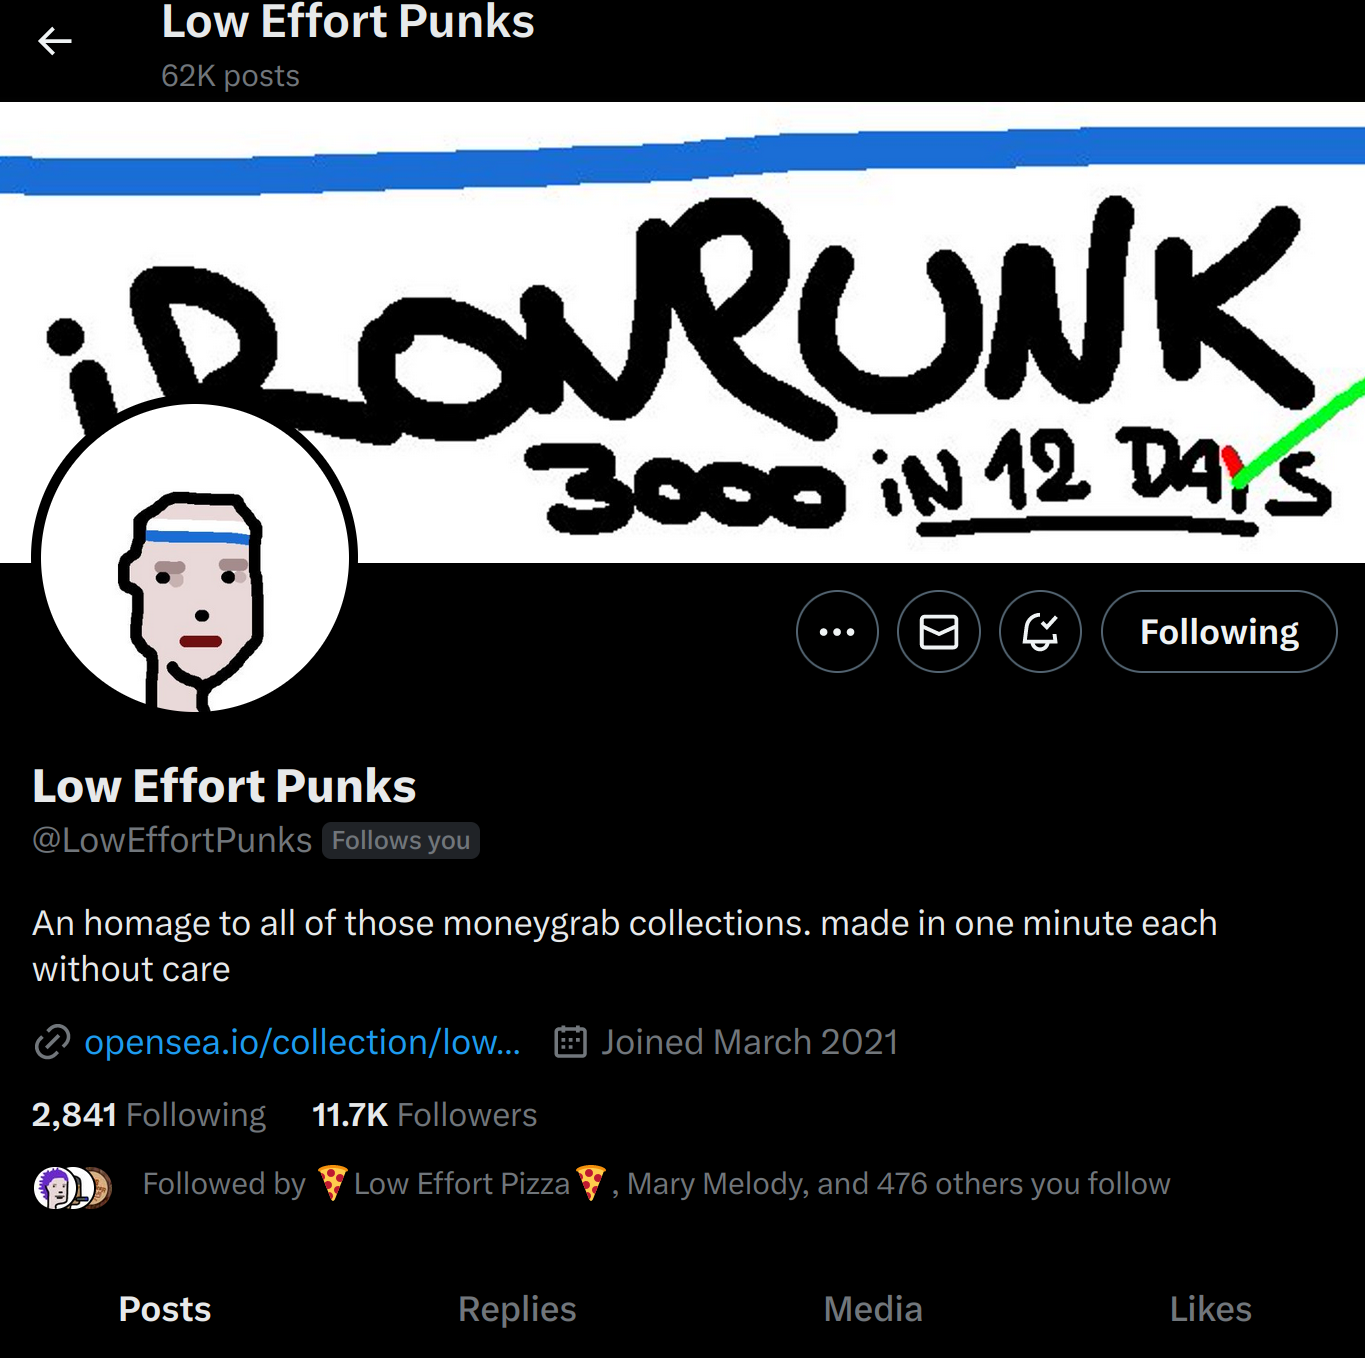 Low Effort Punks
62K posts
iRONPUNK
3000 iN 12 DAYS
Following
Low Effort Punks
@LowEffortPunks Follows you
An homage to all of those moneygrab collections. made in one minute each
without care
opensea.io/collection/low... Joined March 2021
2,841 Following 11.7K Followers
Followed by 🍕Low Effort Pizza🍕, Mary Melody, and 476 others you follow
Posts Replies Media Likes